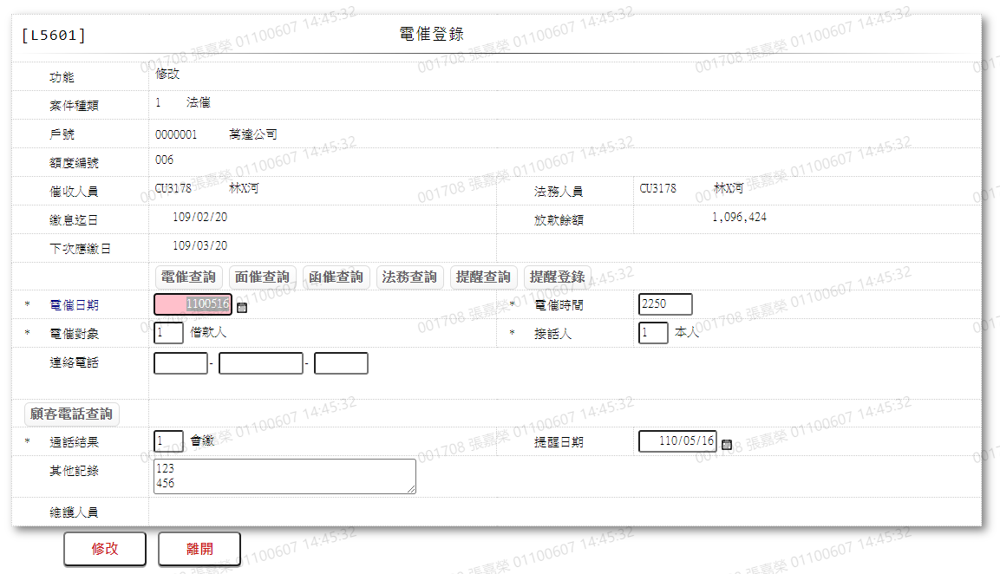 [L5601] 電催登錄
功能 修改
案件種類 1 法催
戶號 0000001 萬達公司
額度編號 006
催收人員 CU3178 林X河 法務人員 CU3178 林X河
繳息迄日 109/02/20 放款餘額 1,096,424
下次應繳日 109/03/20
電催查詢 面催查詢 函催查詢 法務查詢 提醒查詢 提醒登錄
* 電催日期 1100516 * 電催時間 2250
* 電催對象 1 借款人 * 接話人 1 本人
連絡電話 - -
顧客電話查詢
* 通話結果 1 會繳 提醒日期 110/05/16
其他記錄 123
456
維護人員
修改 離開
001708 張嘉榮 01100607 14:45:32